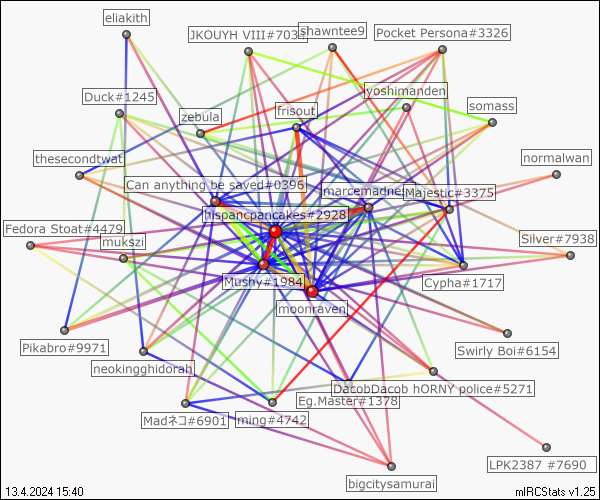 eliakith
JKOUYH VIII#7034
shawntee9
Pocket Persona#3326
Duck#1245
zebula
frisout
yoshimanden
somass
thesecondtwat
normalwan
Can anything be saved#0396
marcemadne
Majestic#3375
hispancpancakes#2928
Fedora Stoat#4479
mukszi
Silver#7938
Mushy#1984
Cypha#1717
moonraven
Pikabro#9971
Swirly Boi#6154
neokingghidorah
DacobDacob hORNY police#5271
Eg.Master#1378
Madネコ#6901
ming#4742
LPK2387 #7690
bigcitysamurai
13.4.2024 15:40
mIRCStats v1.25